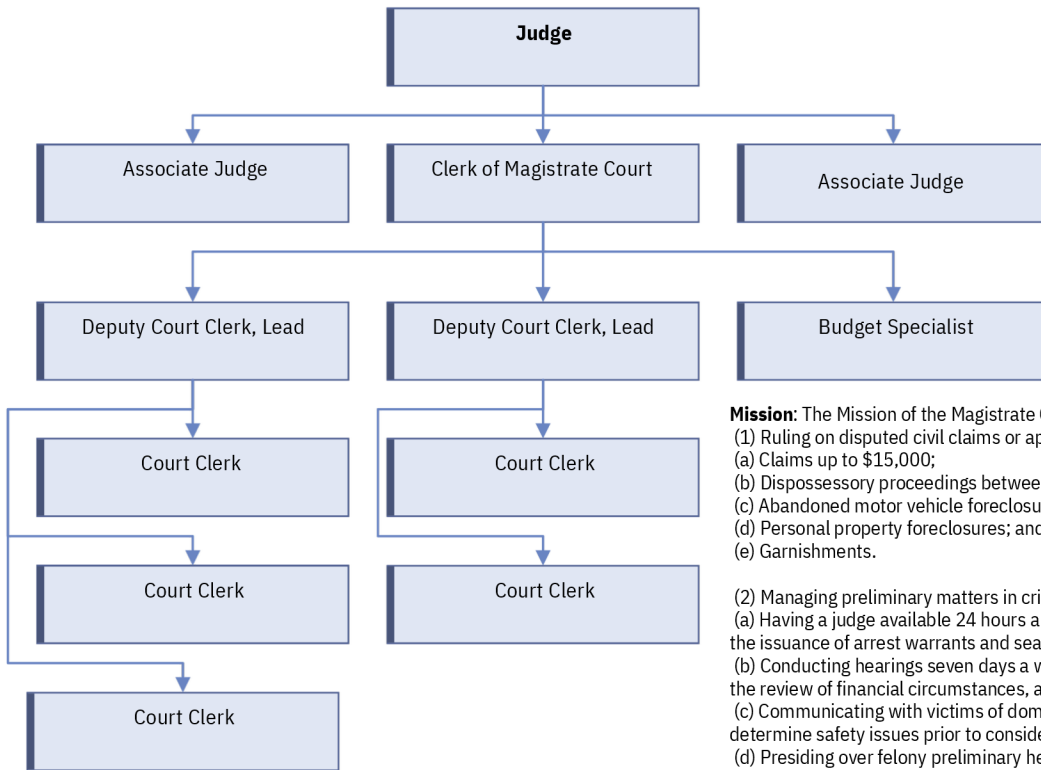 Judge
Associate Judge
Clerk of Magistrate Court
Associate Judge
Deputy Court Clerk, Lead
Deputy Court Clerk, Lead
Budget Specialist
Court Clerk
Court Clerk
Court Clerk
Court Clerk
Court Clerk
Mission: The Mission of the Magistrate
(1) Ruling on disputed civil claims or
(a) Claims up to $15,000;
(b) Dispossessory proceedings
(c) Abandoned motor vehicle
(d) Personal property foreclosures; and
(e) Garnishments.
(2) Managing preliminary matters in
(a) Having a judge available 24 hours a
the issuance of arrest warrants and
(b) Conducting hearings seven days a
the review of financial circumstances,
(c) Communicating with victims of
determine safety issues prior to
(d) Presiding over felony preliminary